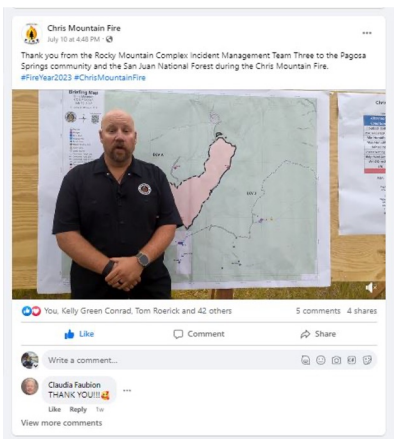 Chris Mountain Fire
July 10 at 4:48 PM ·
Thank you from the Rocky Mountain Complex Incident Management Team Three to the Pagosa
Springs community and the San Juan National Forest during the Chris Mountain Fire.
#FireYear2023 #ChrisMountainFire
Briefing Map
You, Kelly Green Conrad, Tom Roerick and 42 others
5 comments 4 shares
Like
Comment
Share
Write a comment...
Claudia Faubion
THANK YOU!!!🥰
Like Reply 1w
View more comments